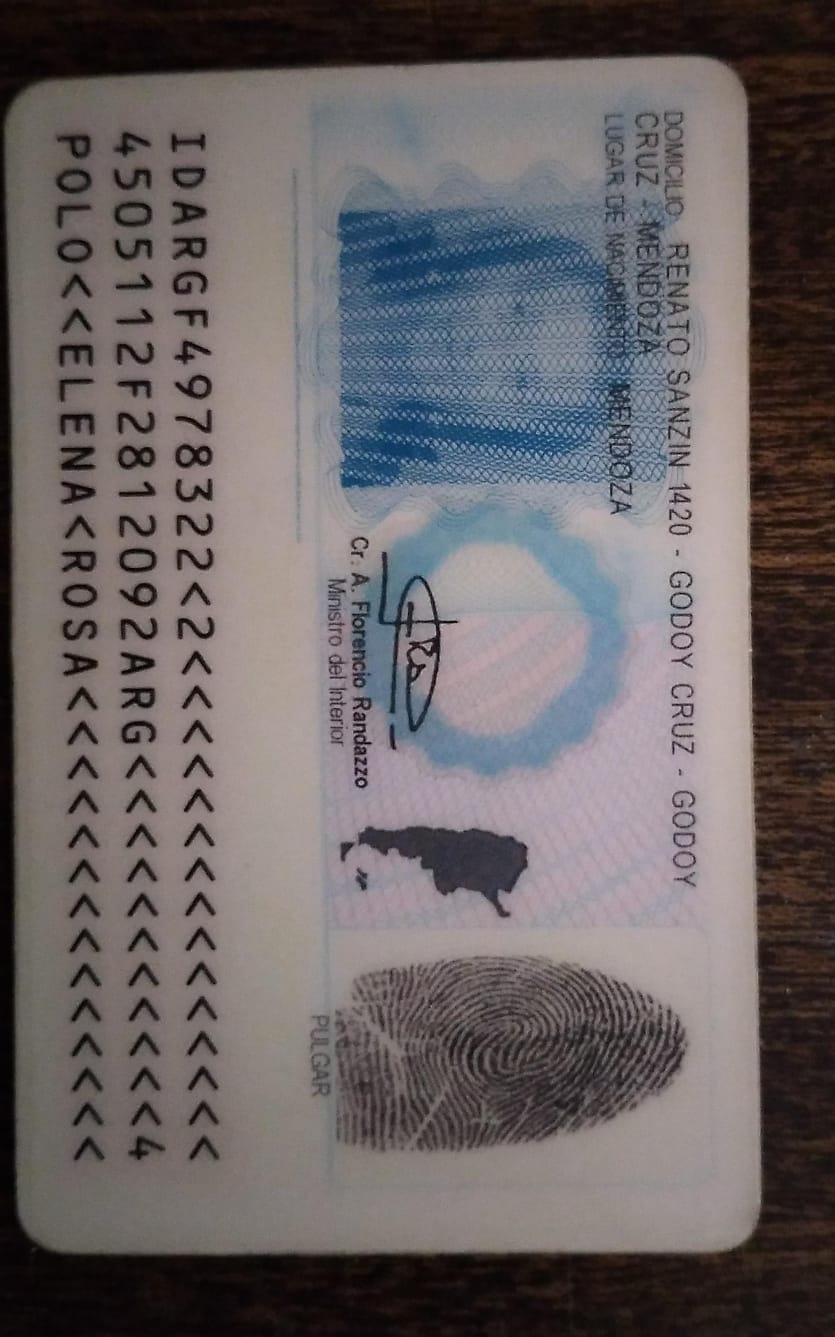 DOMICILIO RENATO SANZIN 1420 - GODOY CRUZ - GODOY
CRUZ - MENDOZA
LUGAR DE NACIMIENTO MENDOZA
Cr. A. Florencio Randazzo
Ministro del Interior
PULGAR
IDARGF4978322<2<<<<<<<<<<<<<<<
4505112F2812092ARG<<<<<<<<<<<4
POLO<<ELENA<ROSA<<<<<<<<<<<<<<